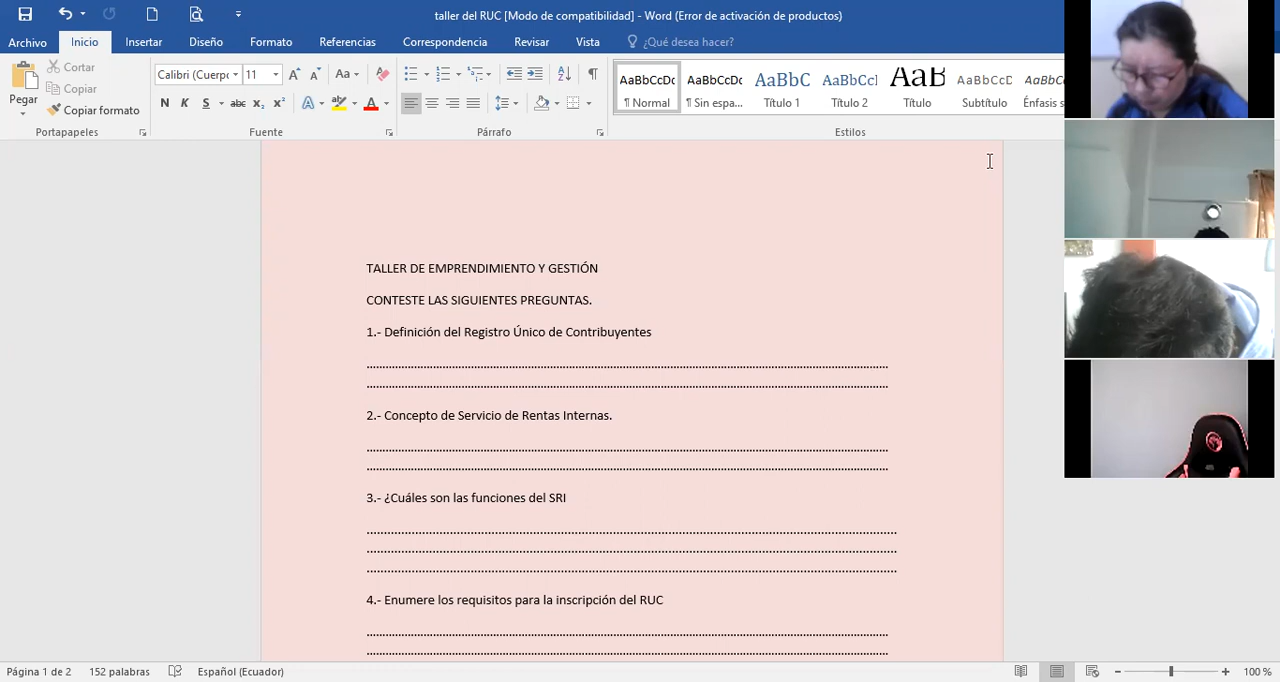 taller del RUC [Modo de compatibilidad] - Word (Error de activación de productos)
Archivo Inicio Insertar Diseño Formato Referencias Correspondencia Revisar Vista ¿Qué desea hacer?
Pegar
Cortar
Copiar
Copiar formato
Portapapeles
Calibri (Cuerpo 11
Fuente
Párrafo
AaBbCcDc AaBbCcDc AaBbC AaBbCcI AaB AaBbCcD AaBbCc
¶ Normal ¶ Sin espa... Título 1 Título 2 Título Subtítulo Énfasis s
Estilos
TALLER DE EMPRENDIMIENTO Y GESTIÓN
CONTESTE LAS SIGUIENTES PREGUNTAS.
1.- Definición del Registro Único de Contribuyentes
2.- Concepto de Servicio de Rentas Internas.
3.- ¿Cuáles son las funciones del SRI
4.- Enumere los requisitos para la inscripción del RUC
Página 1 de 2 152 palabras Español (Ecuador) 100 %